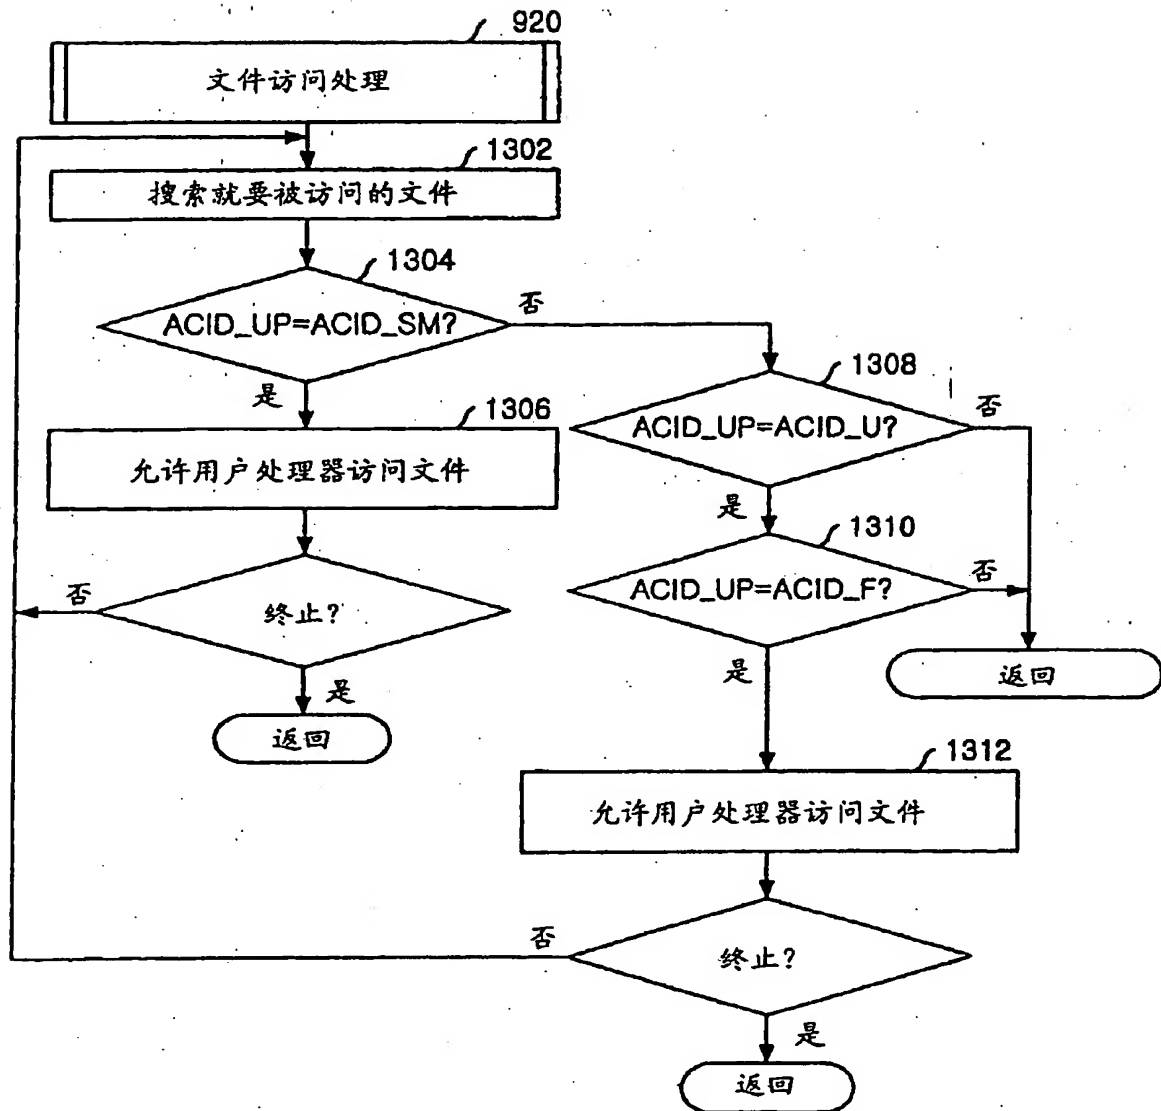 920
文件访问处理
1302
搜索就要被访问的文件
1304
ACID_UP=ACID_SM?
否
是
1308
ACID_UP=ACID_U?
否
1306
允许用户处理器访问文件
是
1310
ACID_UP=ACID_F?
否
终止?
否
是
返回
是
返回
1312
允许用户处理器访问文件
终止?
否
是
返回